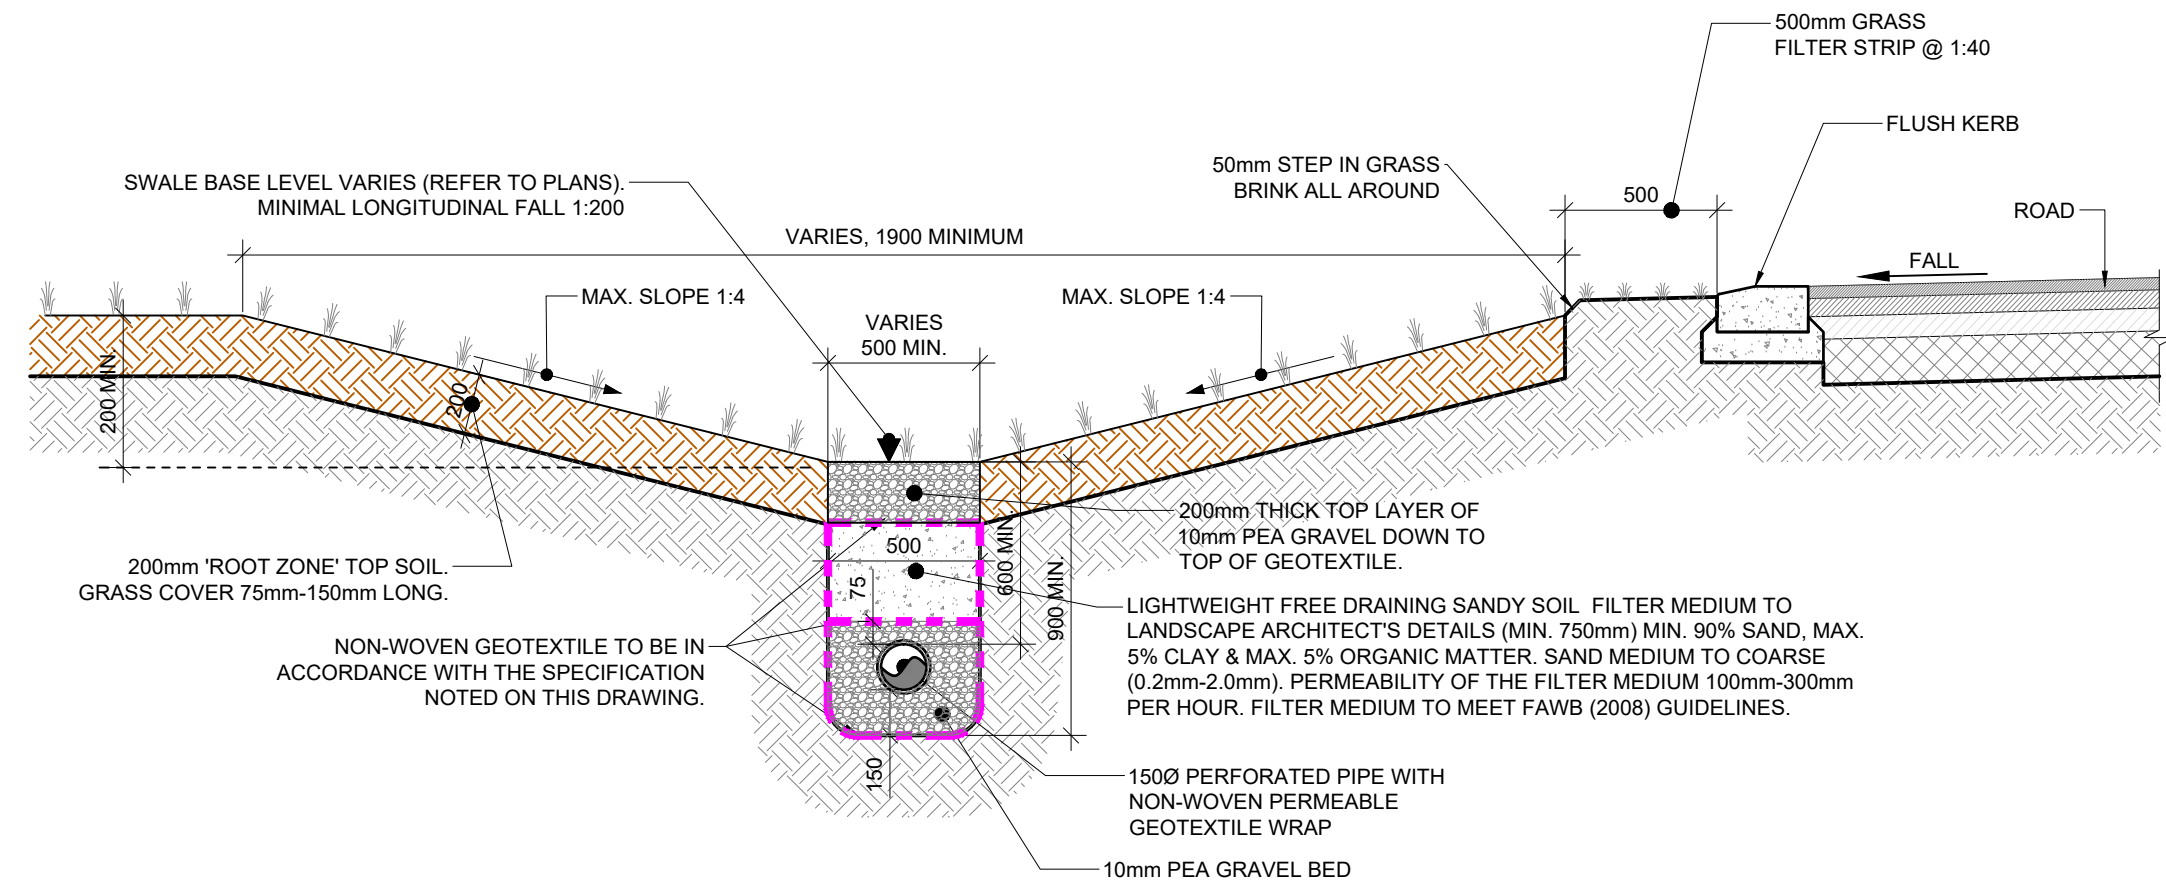 500mm GRASS
FILTER STRIP @ 1:40
FLUSH KERB
50mm STEP IN GRASS
BRINK ALL AROUND
SWALE BASE LEVEL VARIES (REFER TO PLANS).
MINIMAL LONGITUDINAL FALL 1:200
500
ROAD
VARIES, 1900 MINIMUM
FALL
MAX. SLOPE 1:4
MAX. SLOPE 1:4
VARIES
500 MIN.
200 MIN
200
200mm THICK TOP LAYER OF
10mm PEA GRAVEL DOWN TO
TOP OF GEOTEXTILE.
500
600 MIN.
75
900 MIN.
200mm 'ROOT ZONE' TOP SOIL.
GRASS COVER 75mm-150mm LONG.
LIGHTWEIGHT FREE DRAINING SANDY SOIL  FILTER MEDIUM TO
LANDSCAPE ARCHITECT'S DETAILS (MIN. 750mm) MIN. 90% SAND, MAX.
5% CLAY & MAX. 5% ORGANIC MATTER. SAND MEDIUM TO COARSE
(0.2mm-2.0mm). PERMEABILITY OF THE FILTER MEDIUM 100mm-300mm
PER HOUR. FILTER MEDIUM TO MEET FAWB (2008) GUIDELINES.
NON-WOVEN GEOTEXTILE TO BE IN
ACCORDANCE WITH THE SPECIFICATION
NOTED ON THIS DRAWING.
150
150Ø PERFORATED PIPE WITH
NON-WOVEN PERMEABLE
GEOTEXTILE WRAP
10mm PEA GRAVEL BED